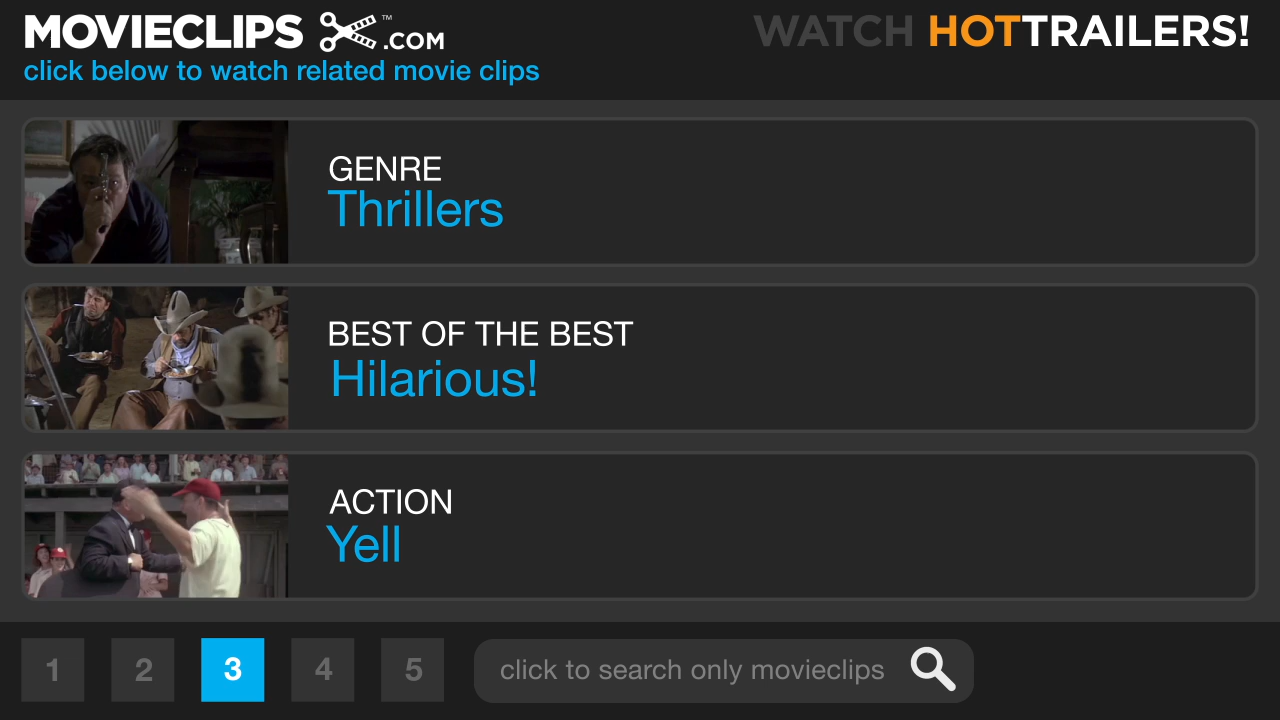 MOVIECLIPS ™ .COM
WATCH HOTTRAILERS!
click below to watch related movie clips
GENRE
Thrillers
BEST OF THE BEST
Hilarious!
ACTION
Yell
1 2 3 4 5 click to search only movieclips